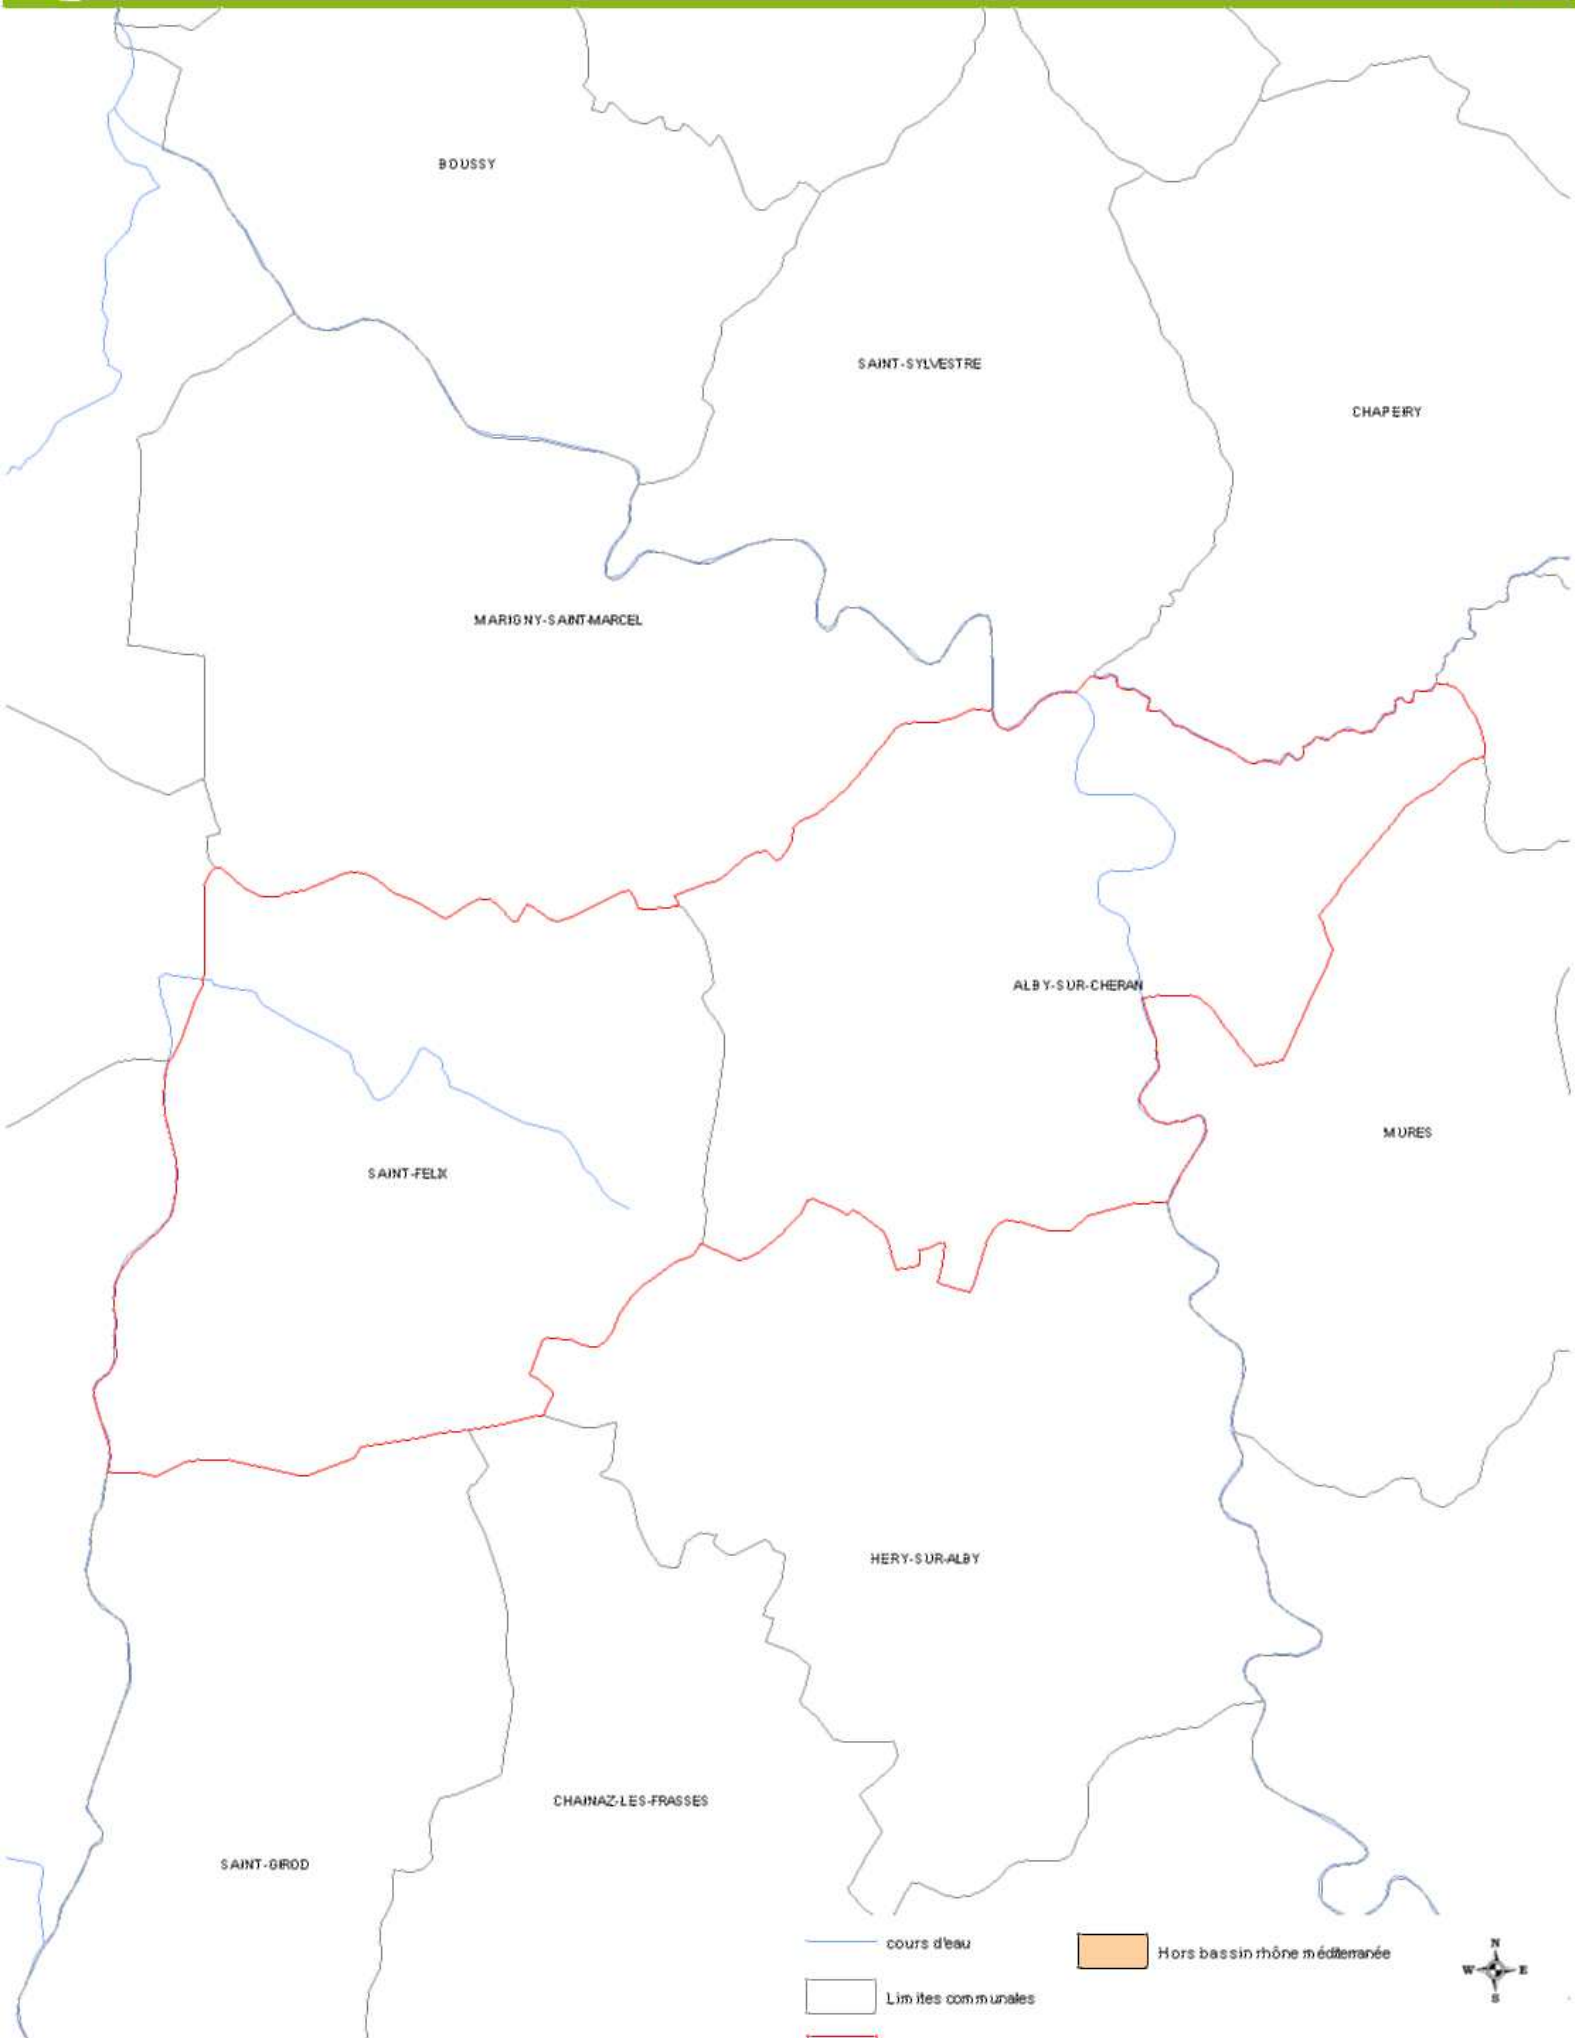 BOUSSY
SAINT-SYLVESTRE
CHAPEIRY
MARIGNY-SAINT-MARCEL
ALBY-SUR-CHERAN
MURES
SAINT-FELIX
HERY-SUR-ALBY
CHAINAZ-LES-FRASSES
SAINT-GIROD
cours d'eau
Hors bassin rhône méditerranée
Limites communales
N
W E
S